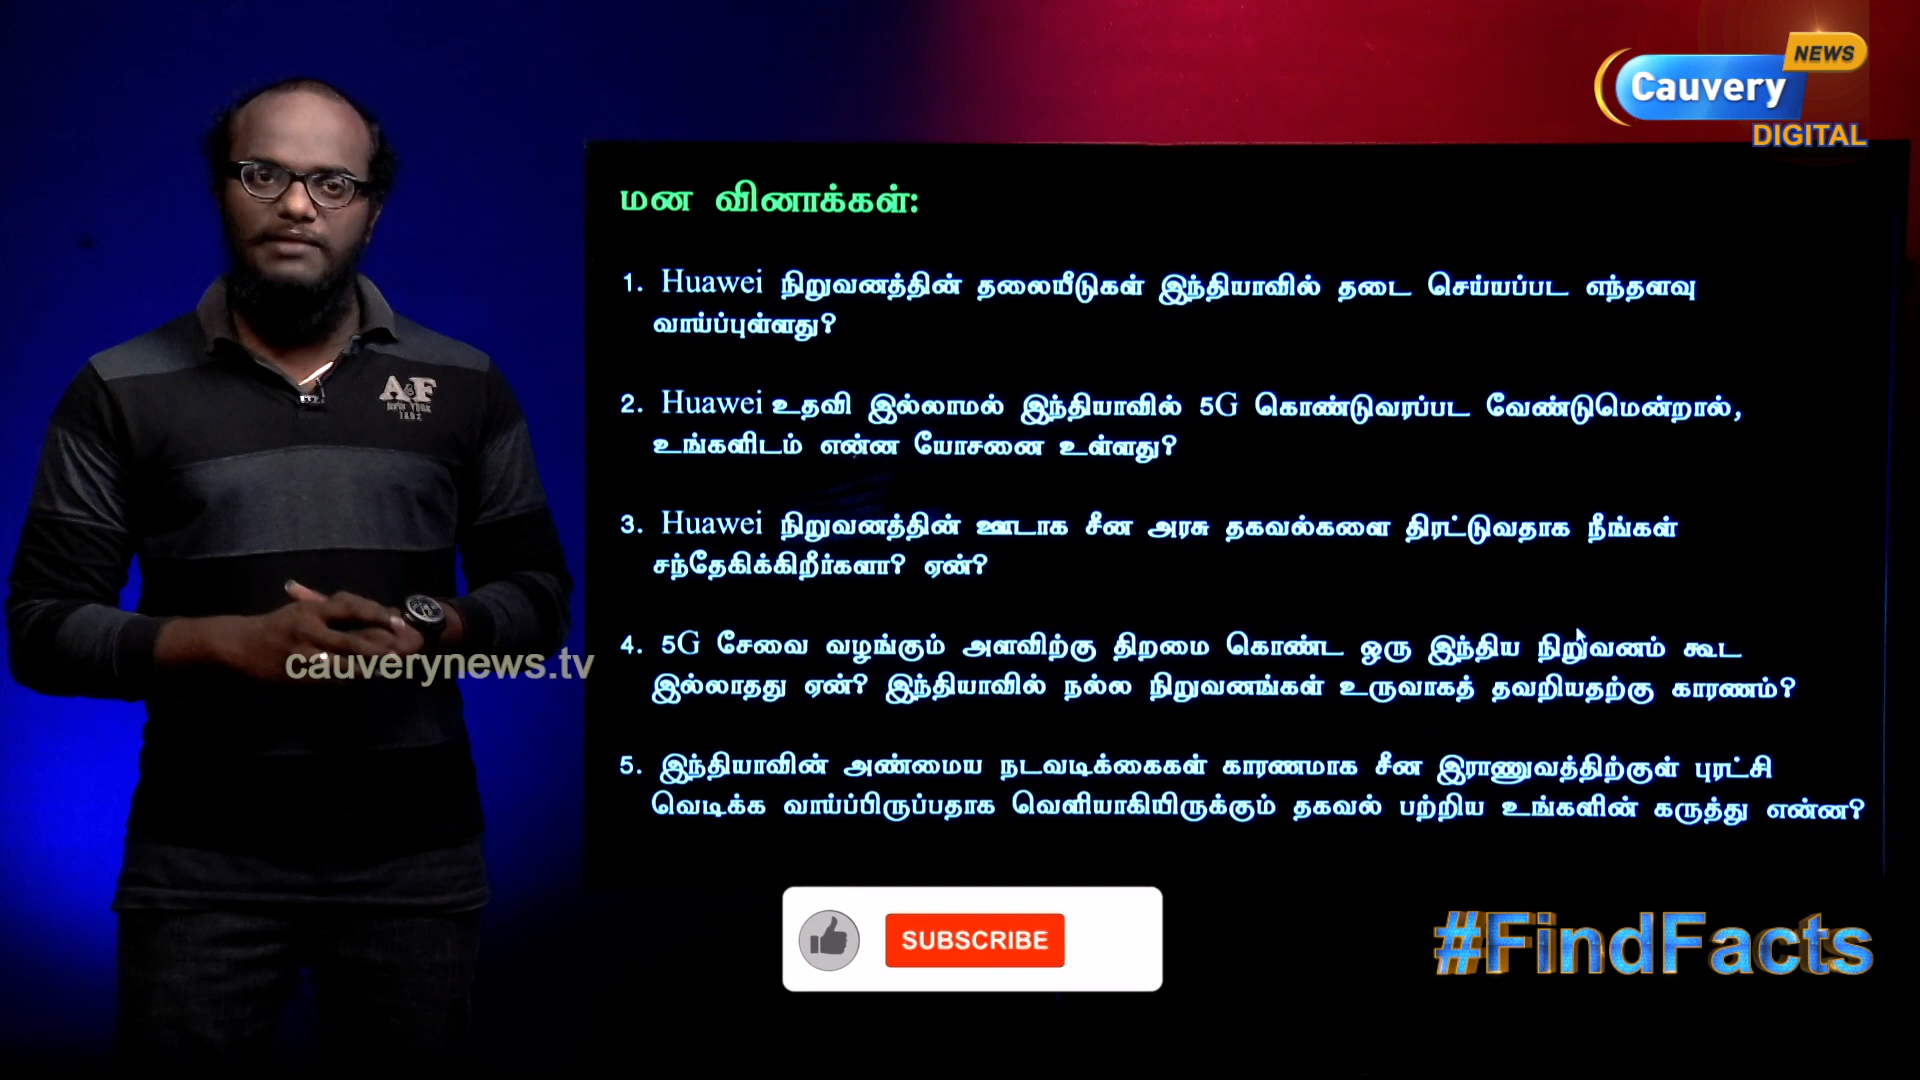 NEWS
Cauvery
DIGITAL
மன வினாக்கள்:
1. Huawei நிறுவனத்தின் தலையீடுகள் இந்தியாவில் தடை செய்யப்பட எந்தளவு
வாய்ப்புள்ளது?
2. Huawei உதவி இல்லாமல் இந்தியாவில் 5G கொண்டுவரப்பட வேண்டுமென்றால்,
உங்களிடம் என்ன யோசனை உள்ளது?
3. Huawei நிறுவனத்தின் ஊடாக சீன அரசு தகவல்களை திரட்டுவதாக நீங்கள்
சந்தேகிக்கிறீர்களா? ஏன்?
4. 5G சேவை வழங்கும் அளவிற்கு திறமை கொண்ட ஒரு இந்திய நிறுவனம் கூட
இல்லாதது ஏன்? இந்தியாவில் நல்ல நிறுவனங்கள் உருவாகத் தவறியதற்கு காரணம்?
5. இந்தியாவின் அண்மைய நடவடிக்கைகள் காரணமாக சீன இராணுவத்திற்குள் புரட்சி
வெடிக்க வாய்ப்பிருப்பதாக வெளியாகியிருக்கும் தகவல் பற்றிய உங்களின் கருத்து என்ன?
A&F
NEW YORK
1892
cauverynews.tv
SUBSCRIBE
#FindFacts